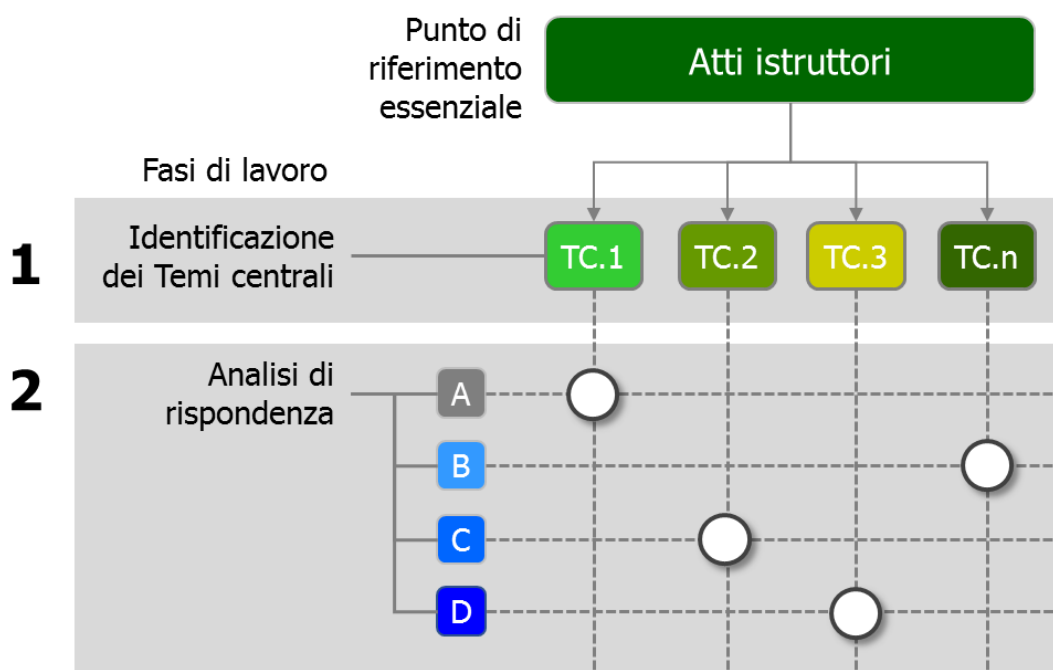 Punto di
riferimento
essenziale
Atti istruttori
Fasi di lavoro
1
Identificazione
dei Temi centrali
TC.1
TC.2
TC.3
TC.n
2
Analisi di
rispondenza
A
B
C
D